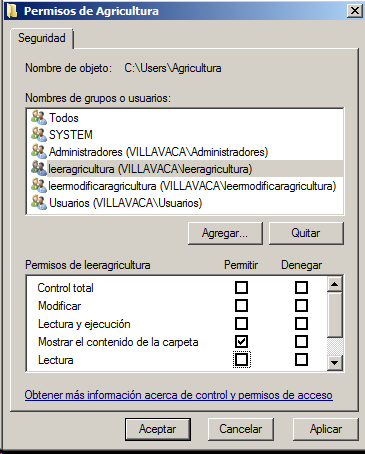 Permisos de Agricultura
Seguridad
Nombre de objeto: C:\Users\Agricultura
Nombres de grupos o usuarios:
Todos
SYSTEM
Administradores (VILLAVACA\Administradores)
leeragricultura (VILLAVACA\leeragricultura)
leermodificaragricultura (VILLAVACA\leermodificaragricultura)
Usuarios (VILLAVACA\Usuarios)
Agregar... Quitar
Permisos de leeragricultura Permitir Denegar
Control total
Modificar
Lectura y ejecución
Mostrar el contenido de la carpeta
Lectura
Obtener más información acerca de control y permisos de acceso
Aceptar Cancelar Aplicar